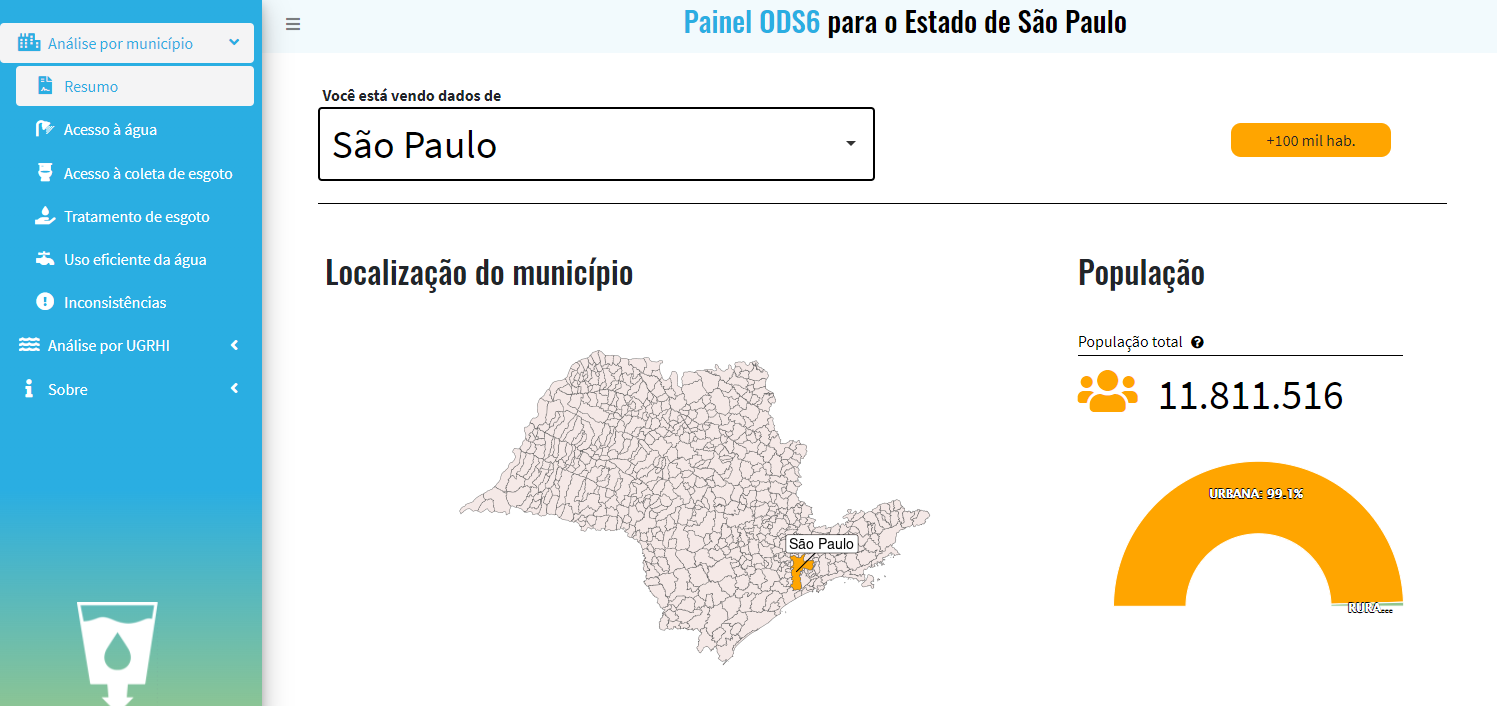 Painel ODS6 para o Estado de São Paulo
Análise por município
Resumo
Acesso à água
Acesso à coleta de esgoto
Tratamento de esgoto
Uso eficiente da água
Inconsistências
Análise por UGRHI
Sobre
Você está vendo dados de
São Paulo
+100 mil hab.
Localização do município
São Paulo
População
População total
11.811.516
URBANA: 99.1%
RURA...